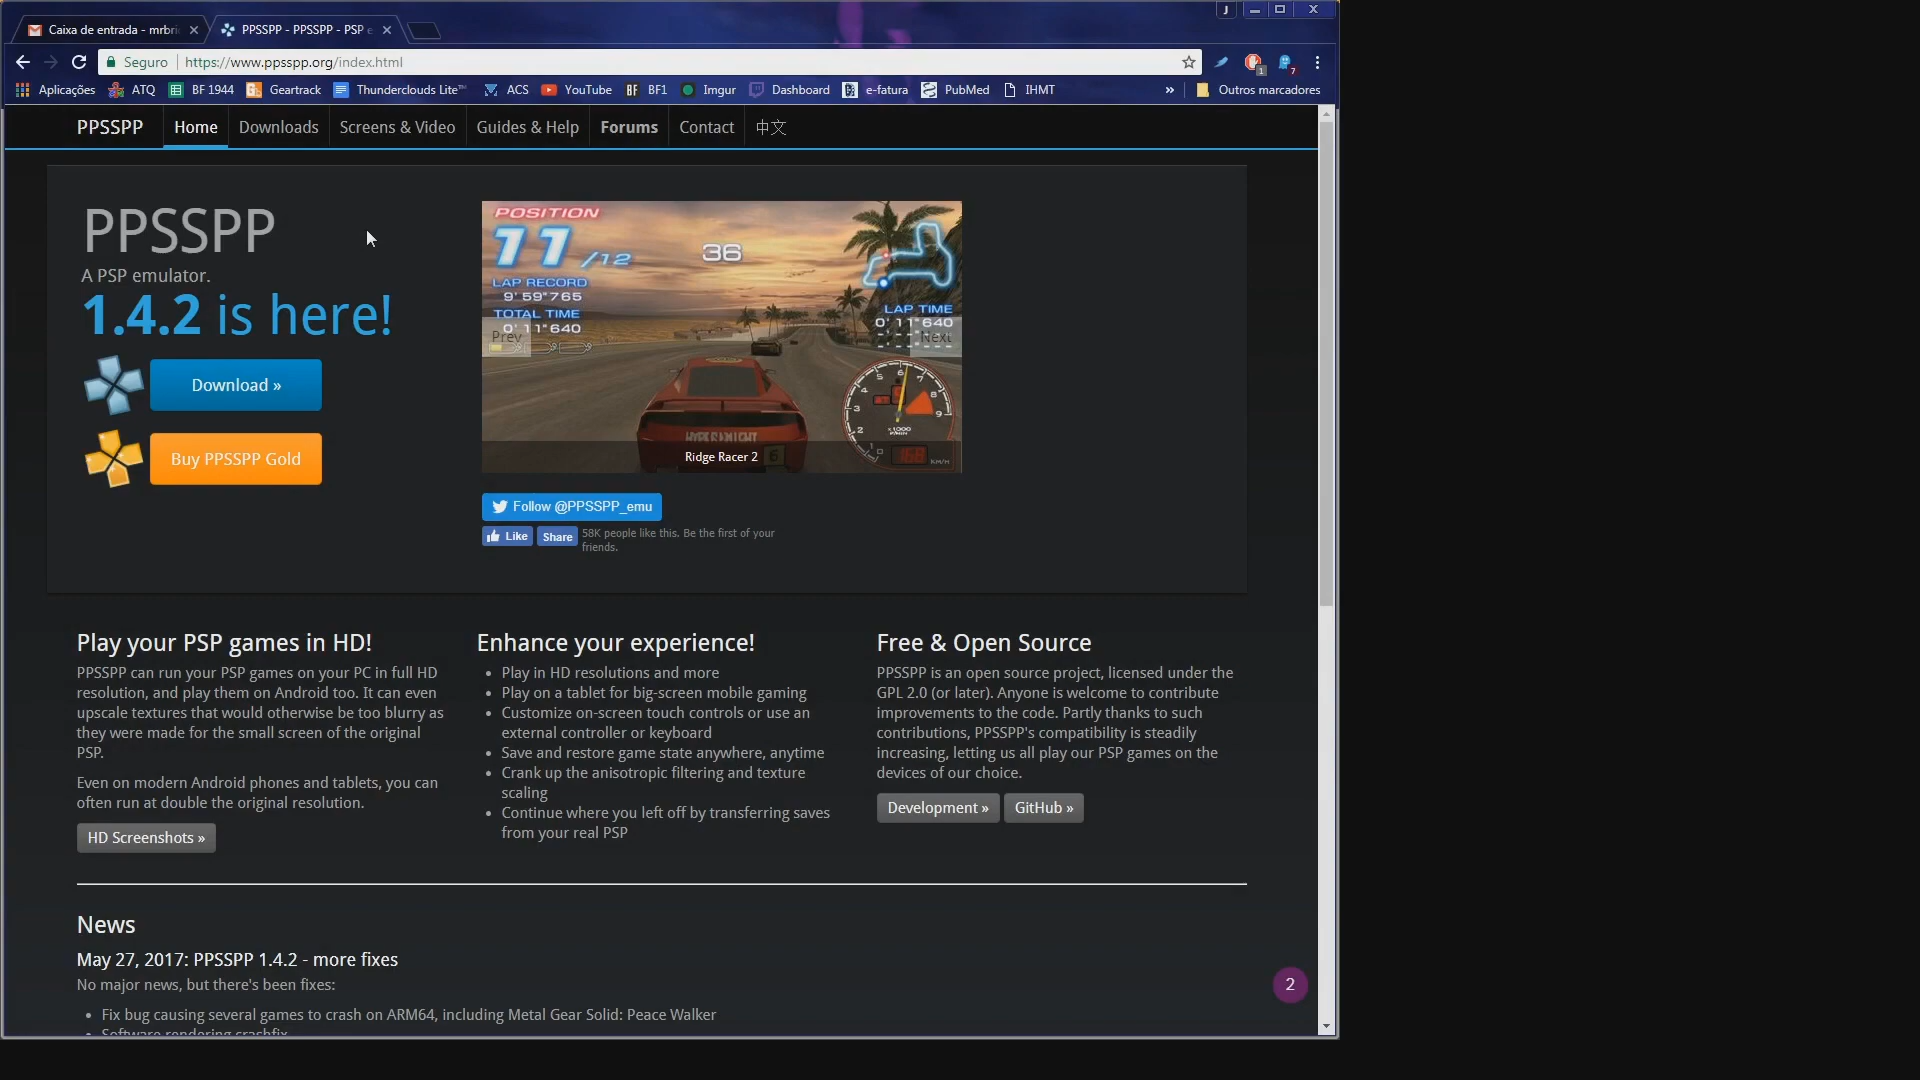 J
Caixa de entrada - mrbri
PPSSPP - PPSSPP - PSP e
Seguro
https://www.ppsspp.org/index.html
1
7
Aplicações
ATQ
BF 1944
Geartrack
Thunderclouds Lite™
ACS
YouTube
BF1
Imgur
Dashboard
e-fatura
PubMed
IHMT
»
Outros marcadores
PPSSPP
Home
Downloads
Screens & Video
Guides & Help
Forums
Contact
中文
PPSSPP
A PSP emulator.
1.4.2 is here!
Download »
Buy PPSSPP Gold
POSITION
11/12
36
LAP RECORD
9'59"765
TOTAL TIME
0'11"640
LAP TIME
0'11"640
Prev
Next
Ridge Racer 2
Follow @PPSSPP_emu
Like
Share
58K people like this. Be the first of your
friends.
Play your PSP games in HD!
PPSSPP can run your PSP games on your PC in full HD
resolution, and play them on Android too. It can even
upscale textures that would otherwise be too blurry as
they were made for the small screen of the original
PSP.
Even on modern Android phones and tablets, you can
often run at double the original resolution.
HD Screenshots »
Enhance your experience!
• Play in HD resolutions and more
• Play on a tablet for big-screen mobile gaming
• Customize on-screen touch controls or use an
external controller or keyboard
• Save and restore game state anywhere, anytime
• Crank up the anisotropic filtering and texture
scaling
• Continue where you left off by transferring saves
from your real PSP
Free & Open Source
PPSSPP is an open source project, licensed under the
GPL 2.0 (or later). Anyone is welcome to contribute
improvements to the code. Partly thanks to such
contributions, PPSSPP's compatibility is steadily
increasing, letting us all play our PSP games on the
devices of our choice.
Development »
GitHub »
News
May 27, 2017: PPSSPP 1.4.2 - more fixes
No major news, but there's been fixes:
• Fix bug causing several games to crash on ARM64, including Metal Gear Solid: Peace Walker
• Software rendering crashfix
2